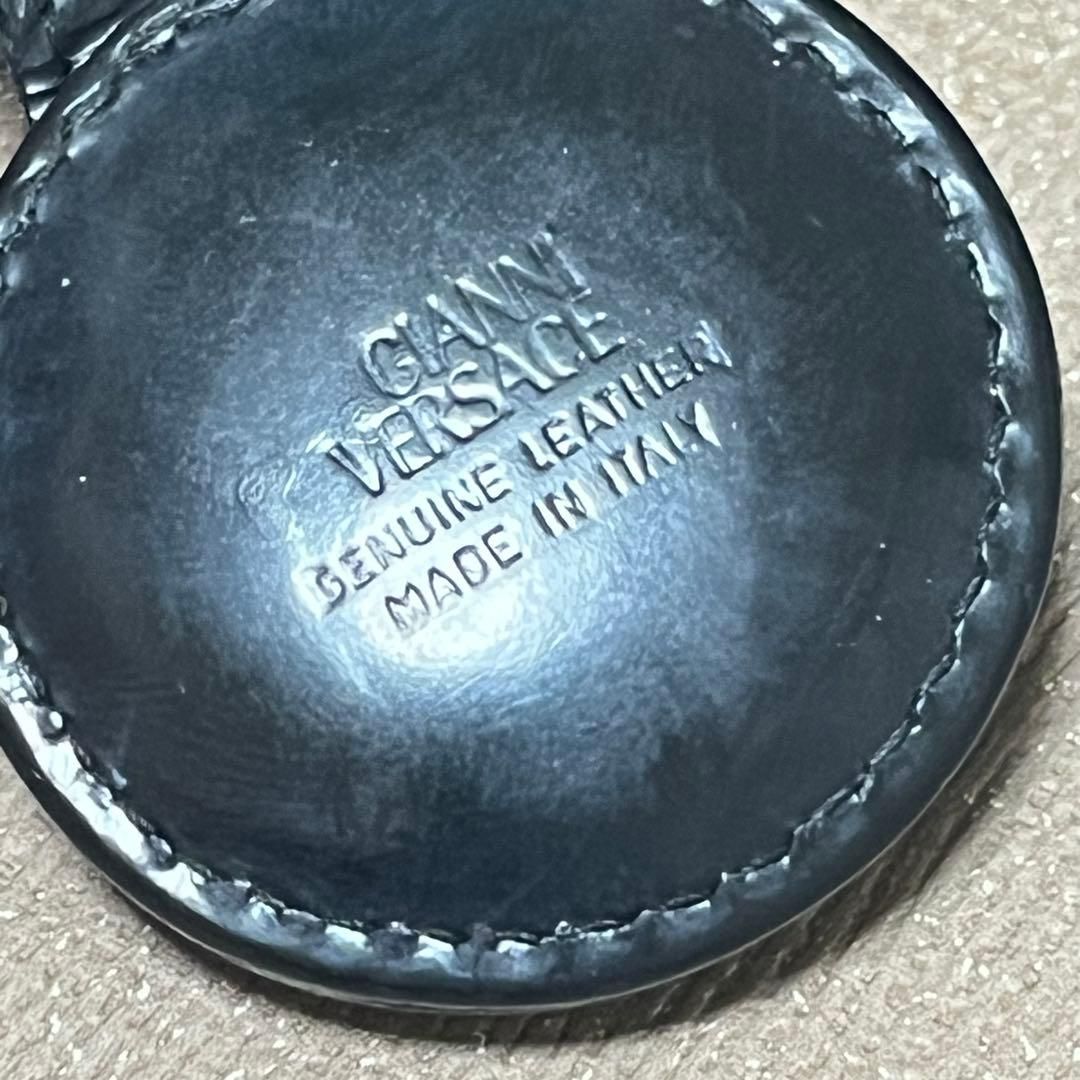 GIANNI
VERSACE
GENUINE LEATHER
MADE IN ITALY